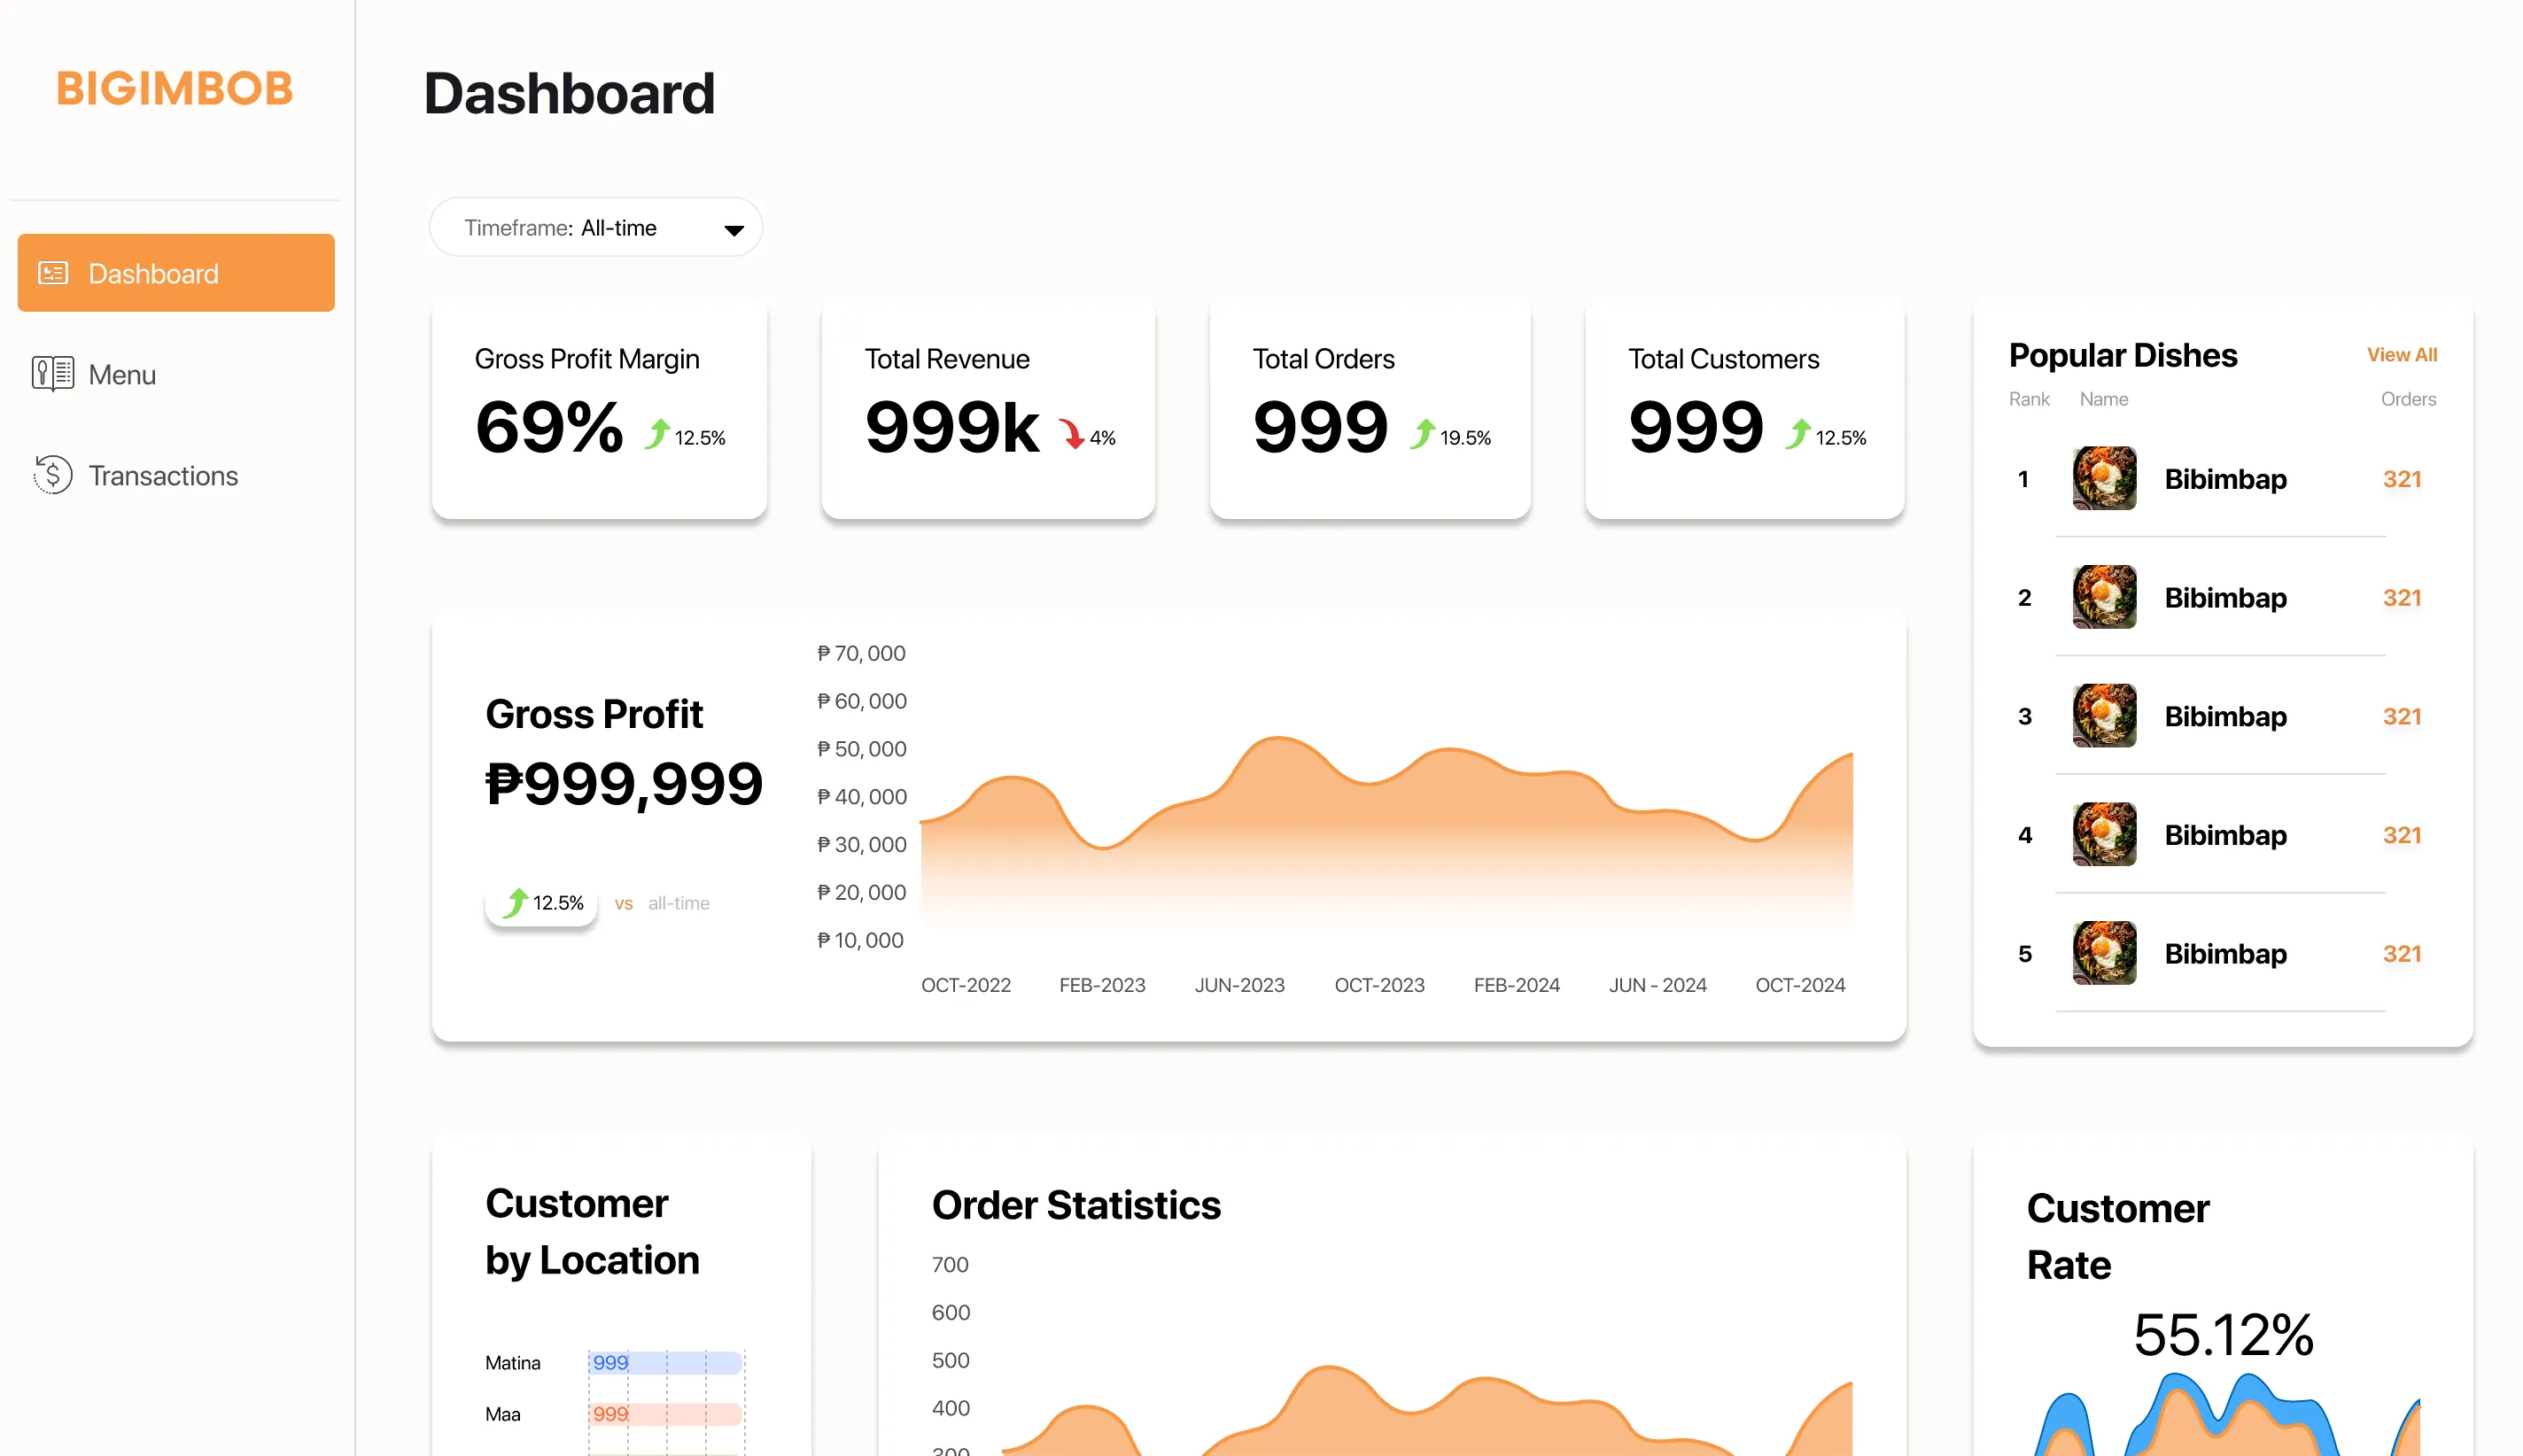 BIGIMBOB
Dashboard
Menu
Transactions
Dashboard
Timeframe: All-time
Gross Profit Margin
69% 12.5%
Total Revenue
999k 4%
Total Orders
999 19.5%
Total Customers
999 12.5%
Popular Dishes View All
Rank Name Orders
1 Bibimbap 321
2 Bibimbap 321
3 Bibimbap 321
4 Bibimbap 321
5 Bibimbap 321
Gross Profit
₱999,999
12.5% vs all-time
₱ 70, 000
₱ 60, 000
₱ 50, 000
₱ 40, 000
₱ 30, 000
₱ 20, 000
₱ 10, 000
OCT-2022 FEB-2023 JUN-2023 OCT-2023 FEB-2024 JUN - 2024 OCT-2024
Customer
by Location
Matina 999
Maa 999
Order Statistics
700
600
500
400
300
Customer
Rate
55.12%